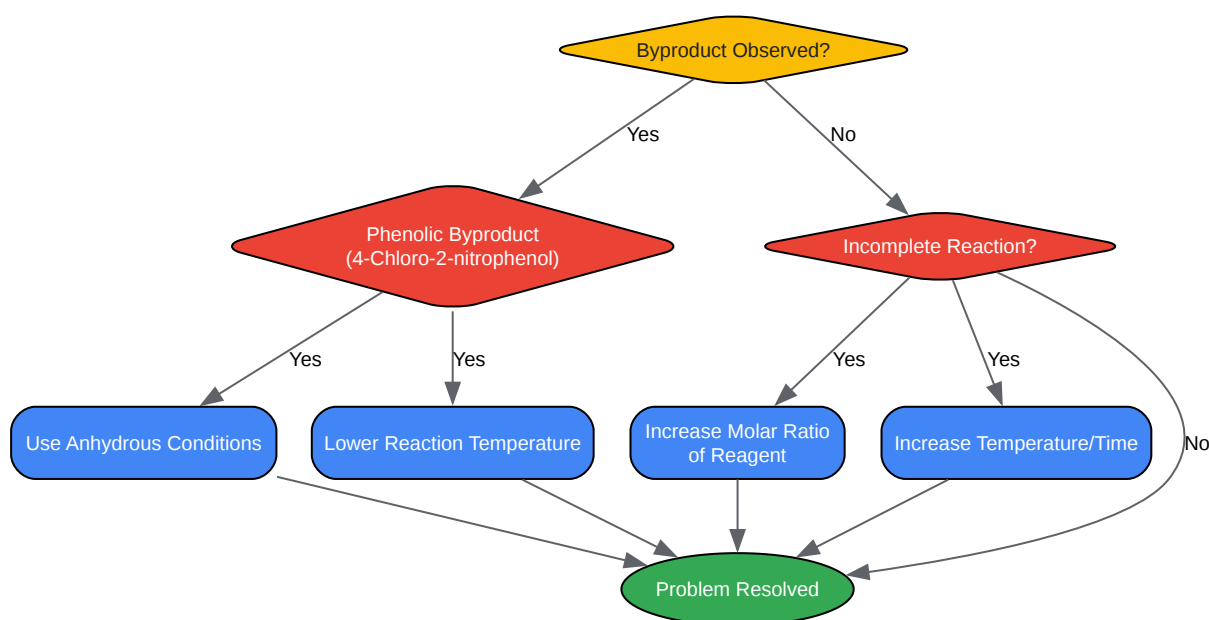 Byproduct Observed?
Yes
No
Phenolic Byproduct
(4-Chloro-2-nitrophenol)
Incomplete Reaction?
Yes
Yes
Yes
Yes
No
Use Anhydrous Conditions
Lower Reaction Temperature
Increase Molar Ratio
of Reagent
Increase Temperature/Time
Problem Resolved